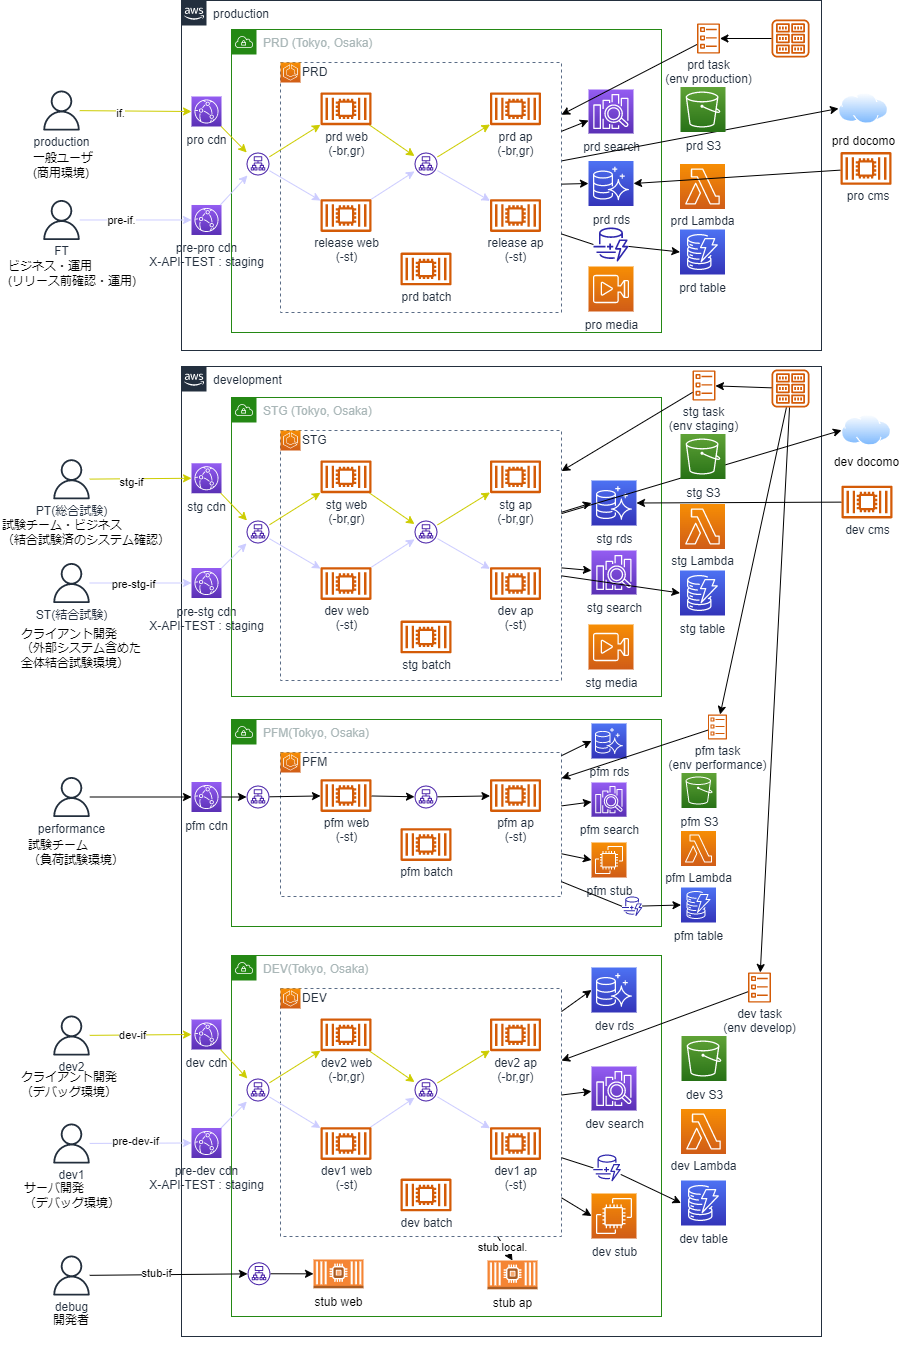 aws
production
PRD (Tokyo, Osaka)
PRD
prd task
(env production)
if.
production
一般ユーザ
(商用環境)
pro cdn
prd web
(-br,gr)
prd ap
(-br,gr)
prd search
prd S3
prd docomo
pro cms
pre-if.
FT
ビジネス・運用
(リリース前確認・運用)
pre-pro cdn
X-API-TEST : staging
release web
(-st)
release ap
(-st)
prd rds
prd Lambda
prd batch
prd table
pro media
aws
development
STG (Tokyo, Osaka)
STG
stg task
(env staging)
stg-if
PT(総合試験)
試験チーム・ビジネス
（結合試験済のシステム確認）
stg cdn
stg web
(-br,gr)
stg ap
(-br,gr)
stg rds
stg S3
dev docomo
dev cms
pre-stg-if
ST(結合試験)
クライアント開発
（外部システム含めた
全体結合試験環境）
pre-stg cdn
X-API-TEST : staging
dev web
(-st)
dev ap
(-st)
stg search
stg Lambda
stg batch
stg table
stg media
PFM(Tokyo, Osaka)
PFM
pfm task
(env performance)
performance
試験チーム
（負荷試験環境）
pfm cdn
pfm web
(-st)
pfm ap
(-st)
pfm rds
pfm search
pfm S3
pfm batch
pfm stub
pfm Lambda
pfm table
DEV(Tokyo, Osaka)
DEV
dev task
(env develop)
dev-if
dev2
クライアント開発
（デバッグ環境）
dev cdn
dev2 web
(-br,gr)
dev2 ap
(-br,gr)
dev rds
dev search
dev S3
pre-dev-if
dev1
サーバ開発
（デバッグ環境）
pre-dev cdn
X-API-TEST : staging
dev1 web
(-st)
dev1 ap
(-st)
dev Lambda
dev batch
dev stub
dev table
stub.local.
stub-if
debug
開発者
stub web
stub ap